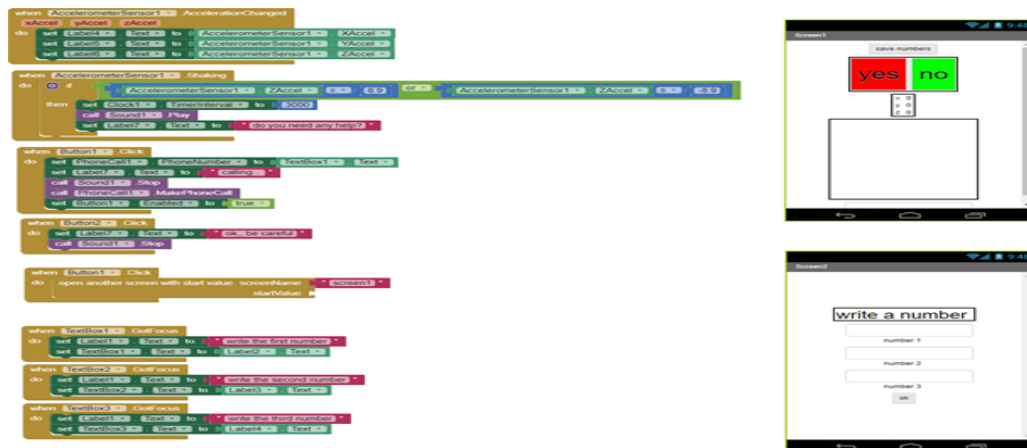 when AccelerometerSensor1 .AccelerationChanged
xAccel yAccel zAccel
do set Label4 . Text to AccelerometerSensor1 . XAccel
set Label5 . Text to AccelerometerSensor1 . YAccel
set Label6 . Text to AccelerometerSensor1 . ZAccel
when AccelerometerSensor1 .Shaking
do if AccelerometerSensor1 . ZAccel ≥ 8.9 or AccelerometerSensor1 . ZAccel ≤ -8.9
then set Clock1 . TimerInterval to 3000
call Sound1 .Play
set Label7 . Text to " do you need any help? "
when Button1 .Click
do set PhoneCall1 . PhoneNumber to TextBox1 . Text
set Label7 . Text to " calling "
call Sound1 .Stop
call PhoneCall1 .MakePhoneCall
set Button1 . Enabled to true
when Button2 .Click
do set Label7 . Text to " ok,, be careful "
call Sound1 .Stop
when Button1 .Click
do open another screen with start value screenName " screen1 "
startValue
when TextBox1 .GotFocus
do set Label1 . Text to " write the first number "
set TextBox1 . Text to Label2 . Text
when TextBox2 .GotFocus
do set Label1 . Text to " write the second number "
set TextBox2 . Text to Label3 . Text
when TextBox3 .GotFocus
do set Label1 . Text to " write the third number "
set TextBox3 . Text to Label4 . Text
Screen1
save numbers
yes no
x 0
y 0
z 0
Screen2
write a number
number 1
number 2
number 3
ok